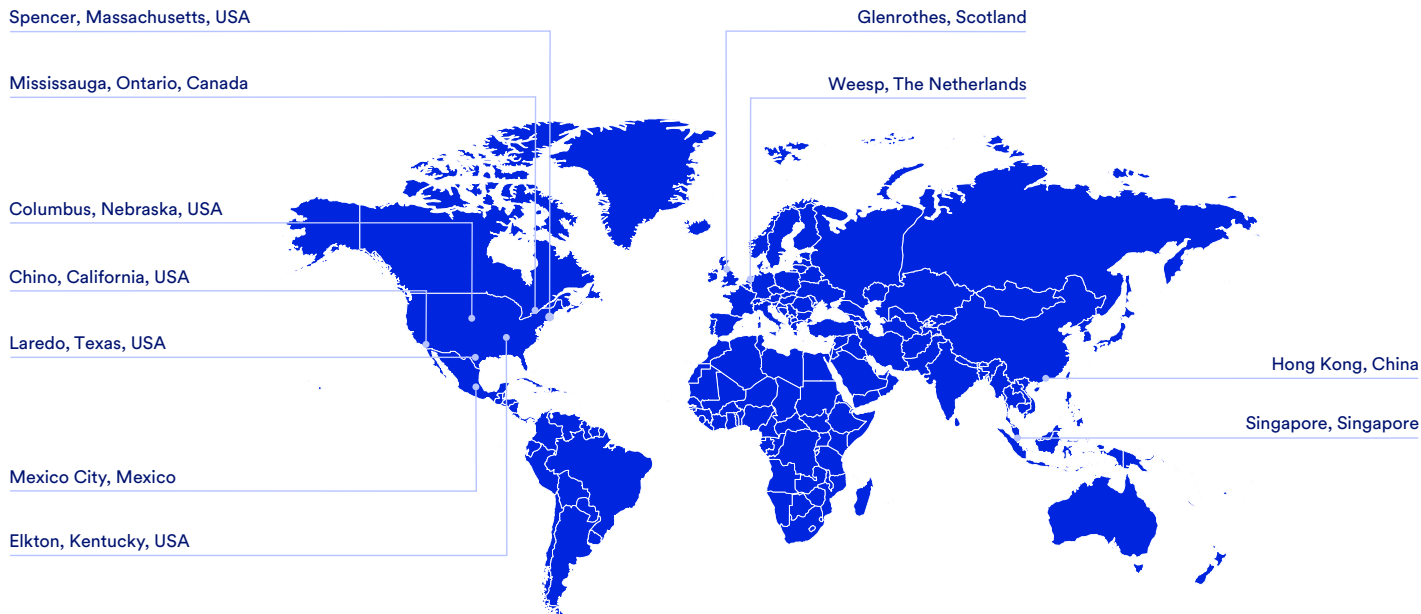 Spencer, Massachusetts, USA
Glenrothes, Scotland
Mississauga, Ontario, Canada
Weesp, The Netherlands
Columbus, Nebraska, USA
Chino, California, USA
Laredo, Texas, USA
Hong Kong, China
Singapore, Singapore
Mexico City, Mexico
Elkton, Kentucky, USA